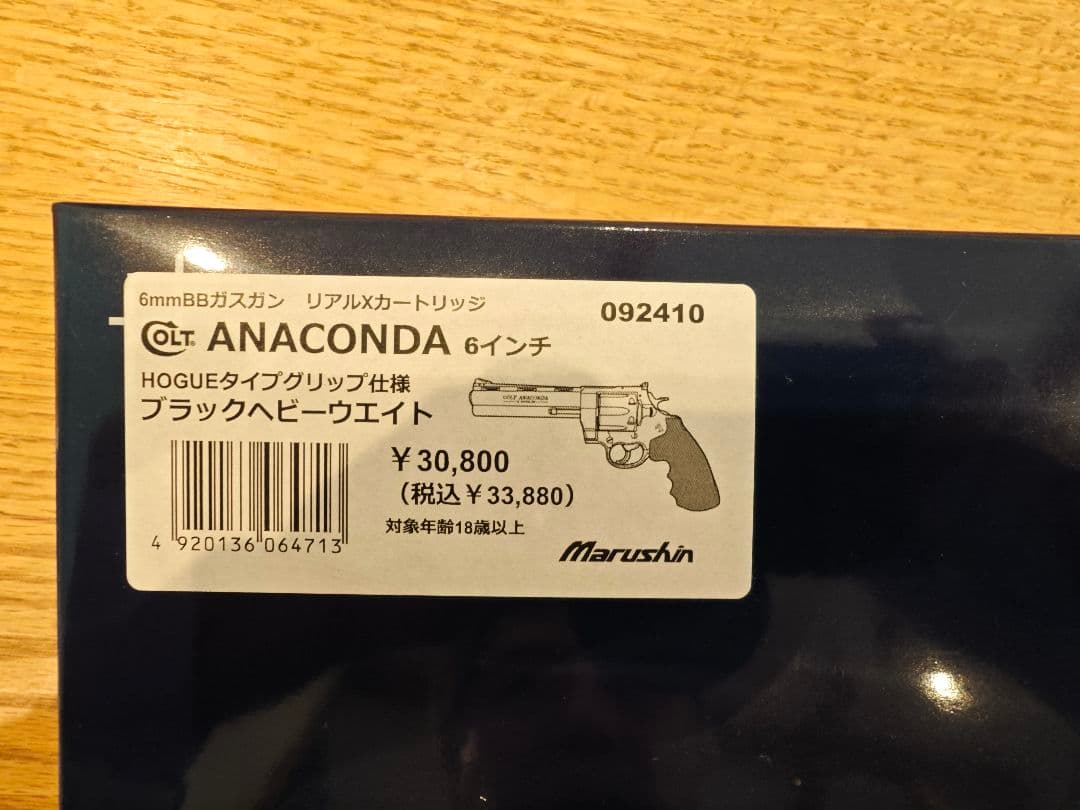 6mmBBガスガン　リアルXカートリッジ
092410
COLT® ANACONDA 6インチ
HOGUEタイプグリップ仕様
ブラックヘビーウエイト
COLT ANACONDA
￥30,800
（税込￥33,880）
対象年齢18歳以上
4 920136 064713
Marushin